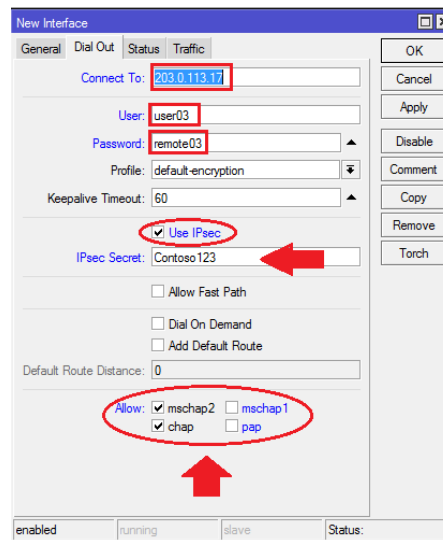 New Interface
General Dial Out Status Traffic
OK
Connect To: 203.0.113.17
Cancel
User: user03
Apply
Password: remote03
Disable
Profile: default-encryption
Comment
Keepalive Timeout: 60
Copy
Use IPsec
Remove
IPsec Secret: Contoso123
Torch
Allow Fast Path
Dial On Demand
Add Default Route
Default Route Distance: 0
Allow: mschap2 mschap1
chap pap
enabled running slave Status: